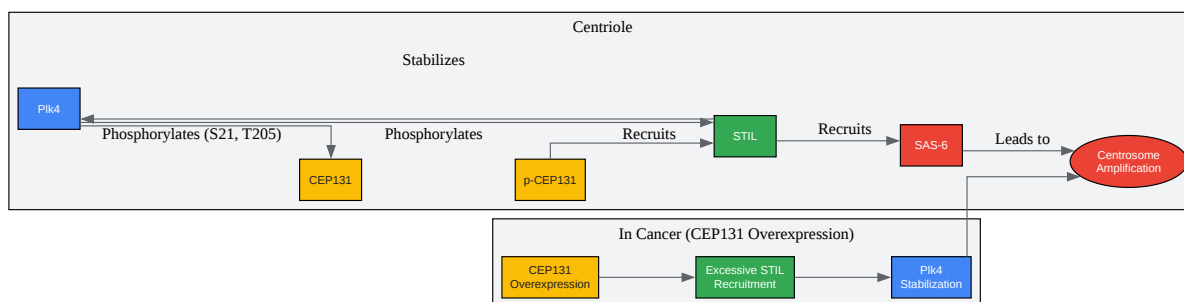 Centriole
Stabilizes
Plk4
Phosphorylates (S21, T205)
Phosphorylates
Recruits
STIL
Recruits
SAS-6
Leads to
Centrosome
Amplification
CEP131
p-CEP131
In Cancer (CEP131 Overexpression)
CEP131
Overexpression
Excessive STIL
Recruitment
Plk4
Stabilization